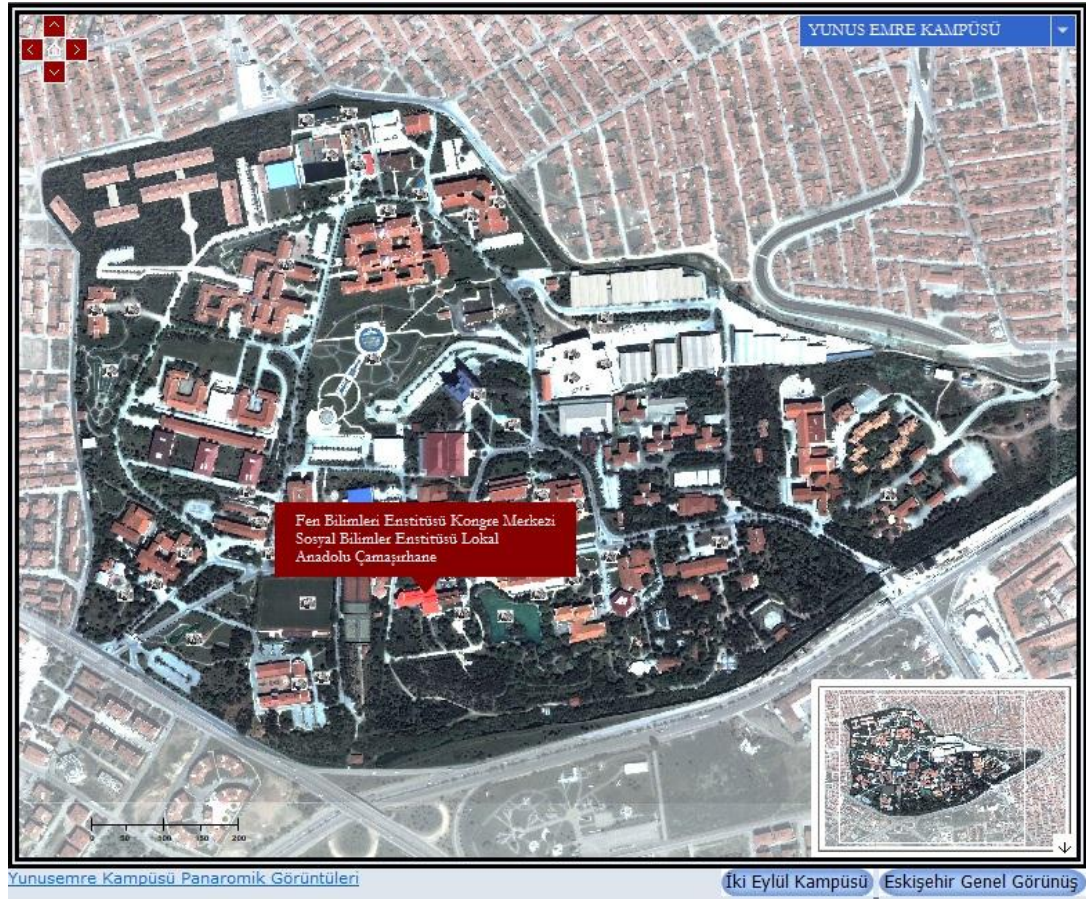 YUNUS EMRE KAMPÜSÜ
Fen Bilimleri Enstitüsü Kongre Merkezi
Sosyal Bilimler Enstitüsü Lokal
Anadolu Çamaşırhane
0 50 100 150 200
Yunusemre Kampüsü Panaromik Görüntüleri
İki Eylül Kampüsü
Eskişehir Genel Görünüş